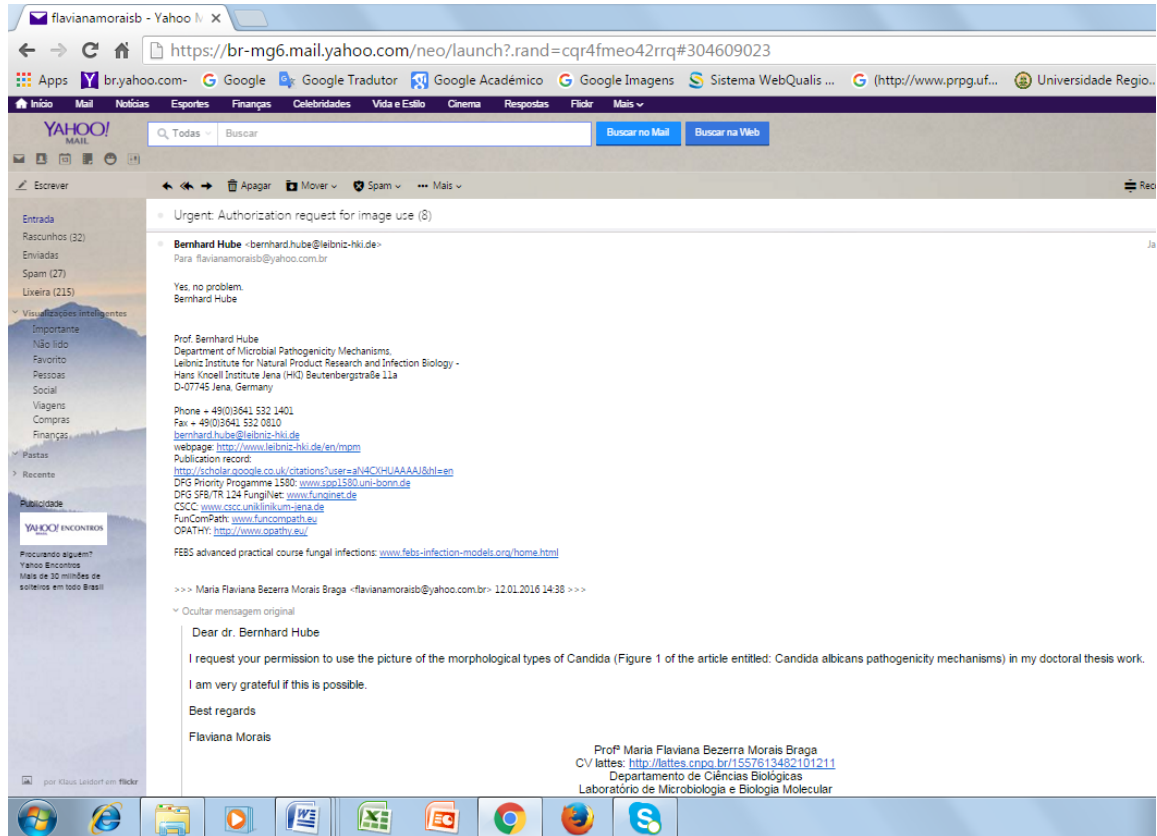 flavianamoraisb - Yahoo M
https://br-mg6.mail.yahoo.com/neo/launch?.rand=cqr4fmeo42rrq#304609023
Apps br.yahoo.com- Google Google Tradutor Google Acadêmico Google Imagens Sistema WebQualis ... (http://www.prpg.uf... Universidade Regio...
Início Mail Notícias Esportes Finanças Celebridades Vida e Estilo Cinema Respostas Flickr Mais
YAHOO!
MAIL
Todas Buscar Buscar no Mail Buscar na Web
Escrever Apagar Mover Spam Mais
Entrada
Rascunhos (32)
Enviadas
Spam (27)
Lixeira (215)
Visualizações inteligentes
Importante
Não lido
Favorito
Pessoas
Social
Viagens
Compras
Finanças
Pastas
Recente
Publicidade
YAHOO! ENCONTROS
Procurando alguem?
Yahoo Encontros
Mais de 30 milhões de
solteiros em todo Brasil
por Klaus Leidorf em flickr
Urgent: Authorization request for image use (8)
Bernhard Hube <bernhard.hube@leibniz-hki.de>
Para flavianamoraisb@yahoo.com.br
Yes, no problem.
Bernhard Hube
Prof. Bernhard Hube
Department of Microbial Pathogenicity Mechanisms,
Leibniz Institute for Natural Product Research and Infection Biology -
Hans Knoell Institute Jena (HKI) Beutenbergstraße 11a
D-07745 Jena, Germany
Phone + 49(0)3641 532 1401
Fax + 49(0)3641 532 0810
bernhard.hube@leibniz-hki.de
webpage: http://www.leibniz-hki.de/en/mpm
Publication record:
http://scholar.google.co.uk/citations?user=aN4CXHUAAAAJ&hl=en
DFG Priority Progamme 1580: www.spp1580.uni-bonn.de
DFG SFB/TR 124 FungiNet: www.funginet.de
CSCC: www.cscc.uniklinikum-jena.de
FunComPath: www.funcompath.eu
OPATHY: http://www.opathy.eu/
FEBS advanced practical course fungal infections: www.febs-infection-models.org/home.html
>>> Maria Flaviana Bezerra Morais Braga <flavianamoraisb@yahoo.com.br> 12.01.2016 14:38 >>>
Ocultar mensagem original
Dear dr. Bernhard Hube
I request your permission to use the picture of the morphological types of Candida (Figure 1 of the article entitled: Candida albicans pathogenicity mechanisms) in my doctoral thesis work.
I am very grateful if this is possible.
Best regards
Flaviana Morais
Profª Maria Flaviana Bezerra Morais Braga
CV lattes: http://lattes.cnpq.br/1557613482101211
Departamento de Ciências Biológicas
Laboratório de Microbiologia e Biologia Molecular